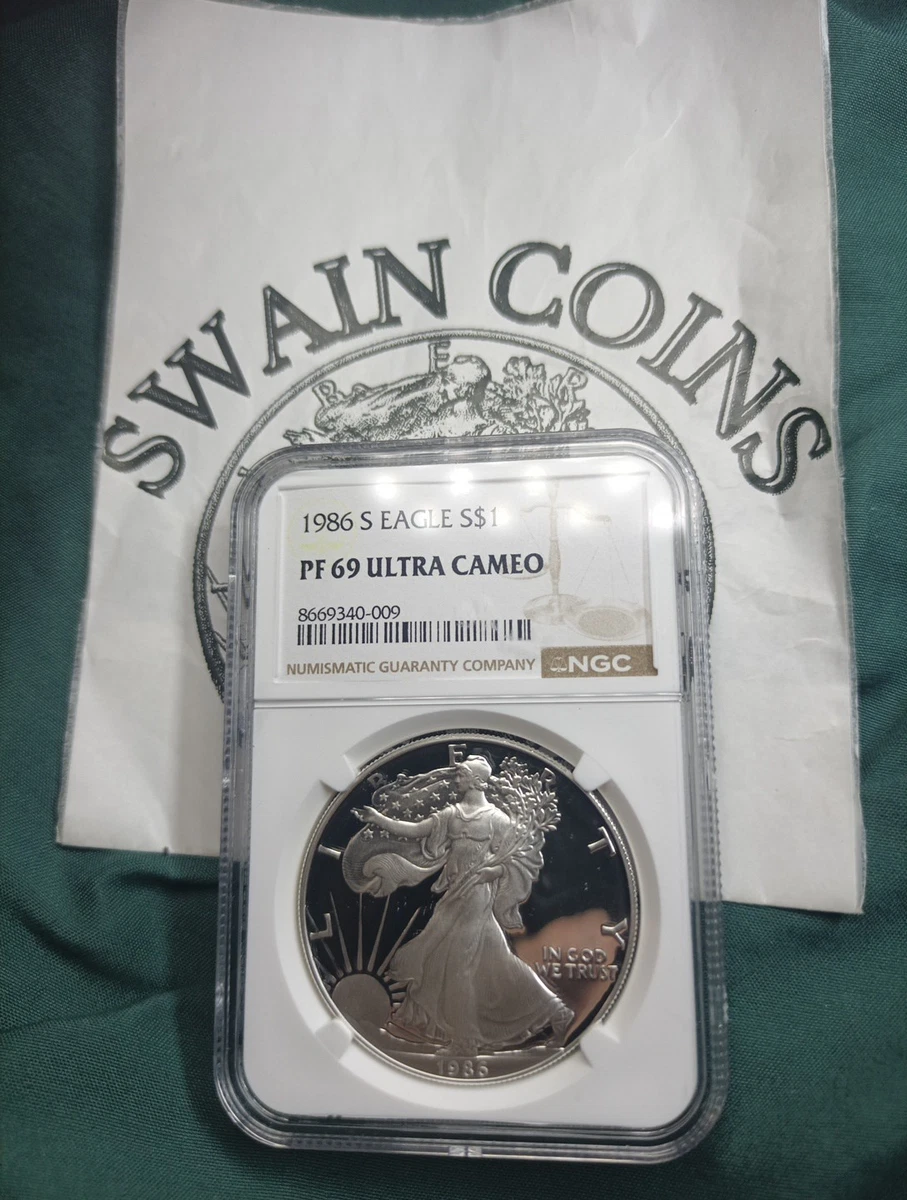 SWAIN COINS
LIBERTY
1986 S EAGLE S$1
PF 69 ULTRA CAMEO
8669340-009
NUMISMATIC GUARANTY COMPANY NGC
LIBERTY
IN GOD
WE TRUST
1986